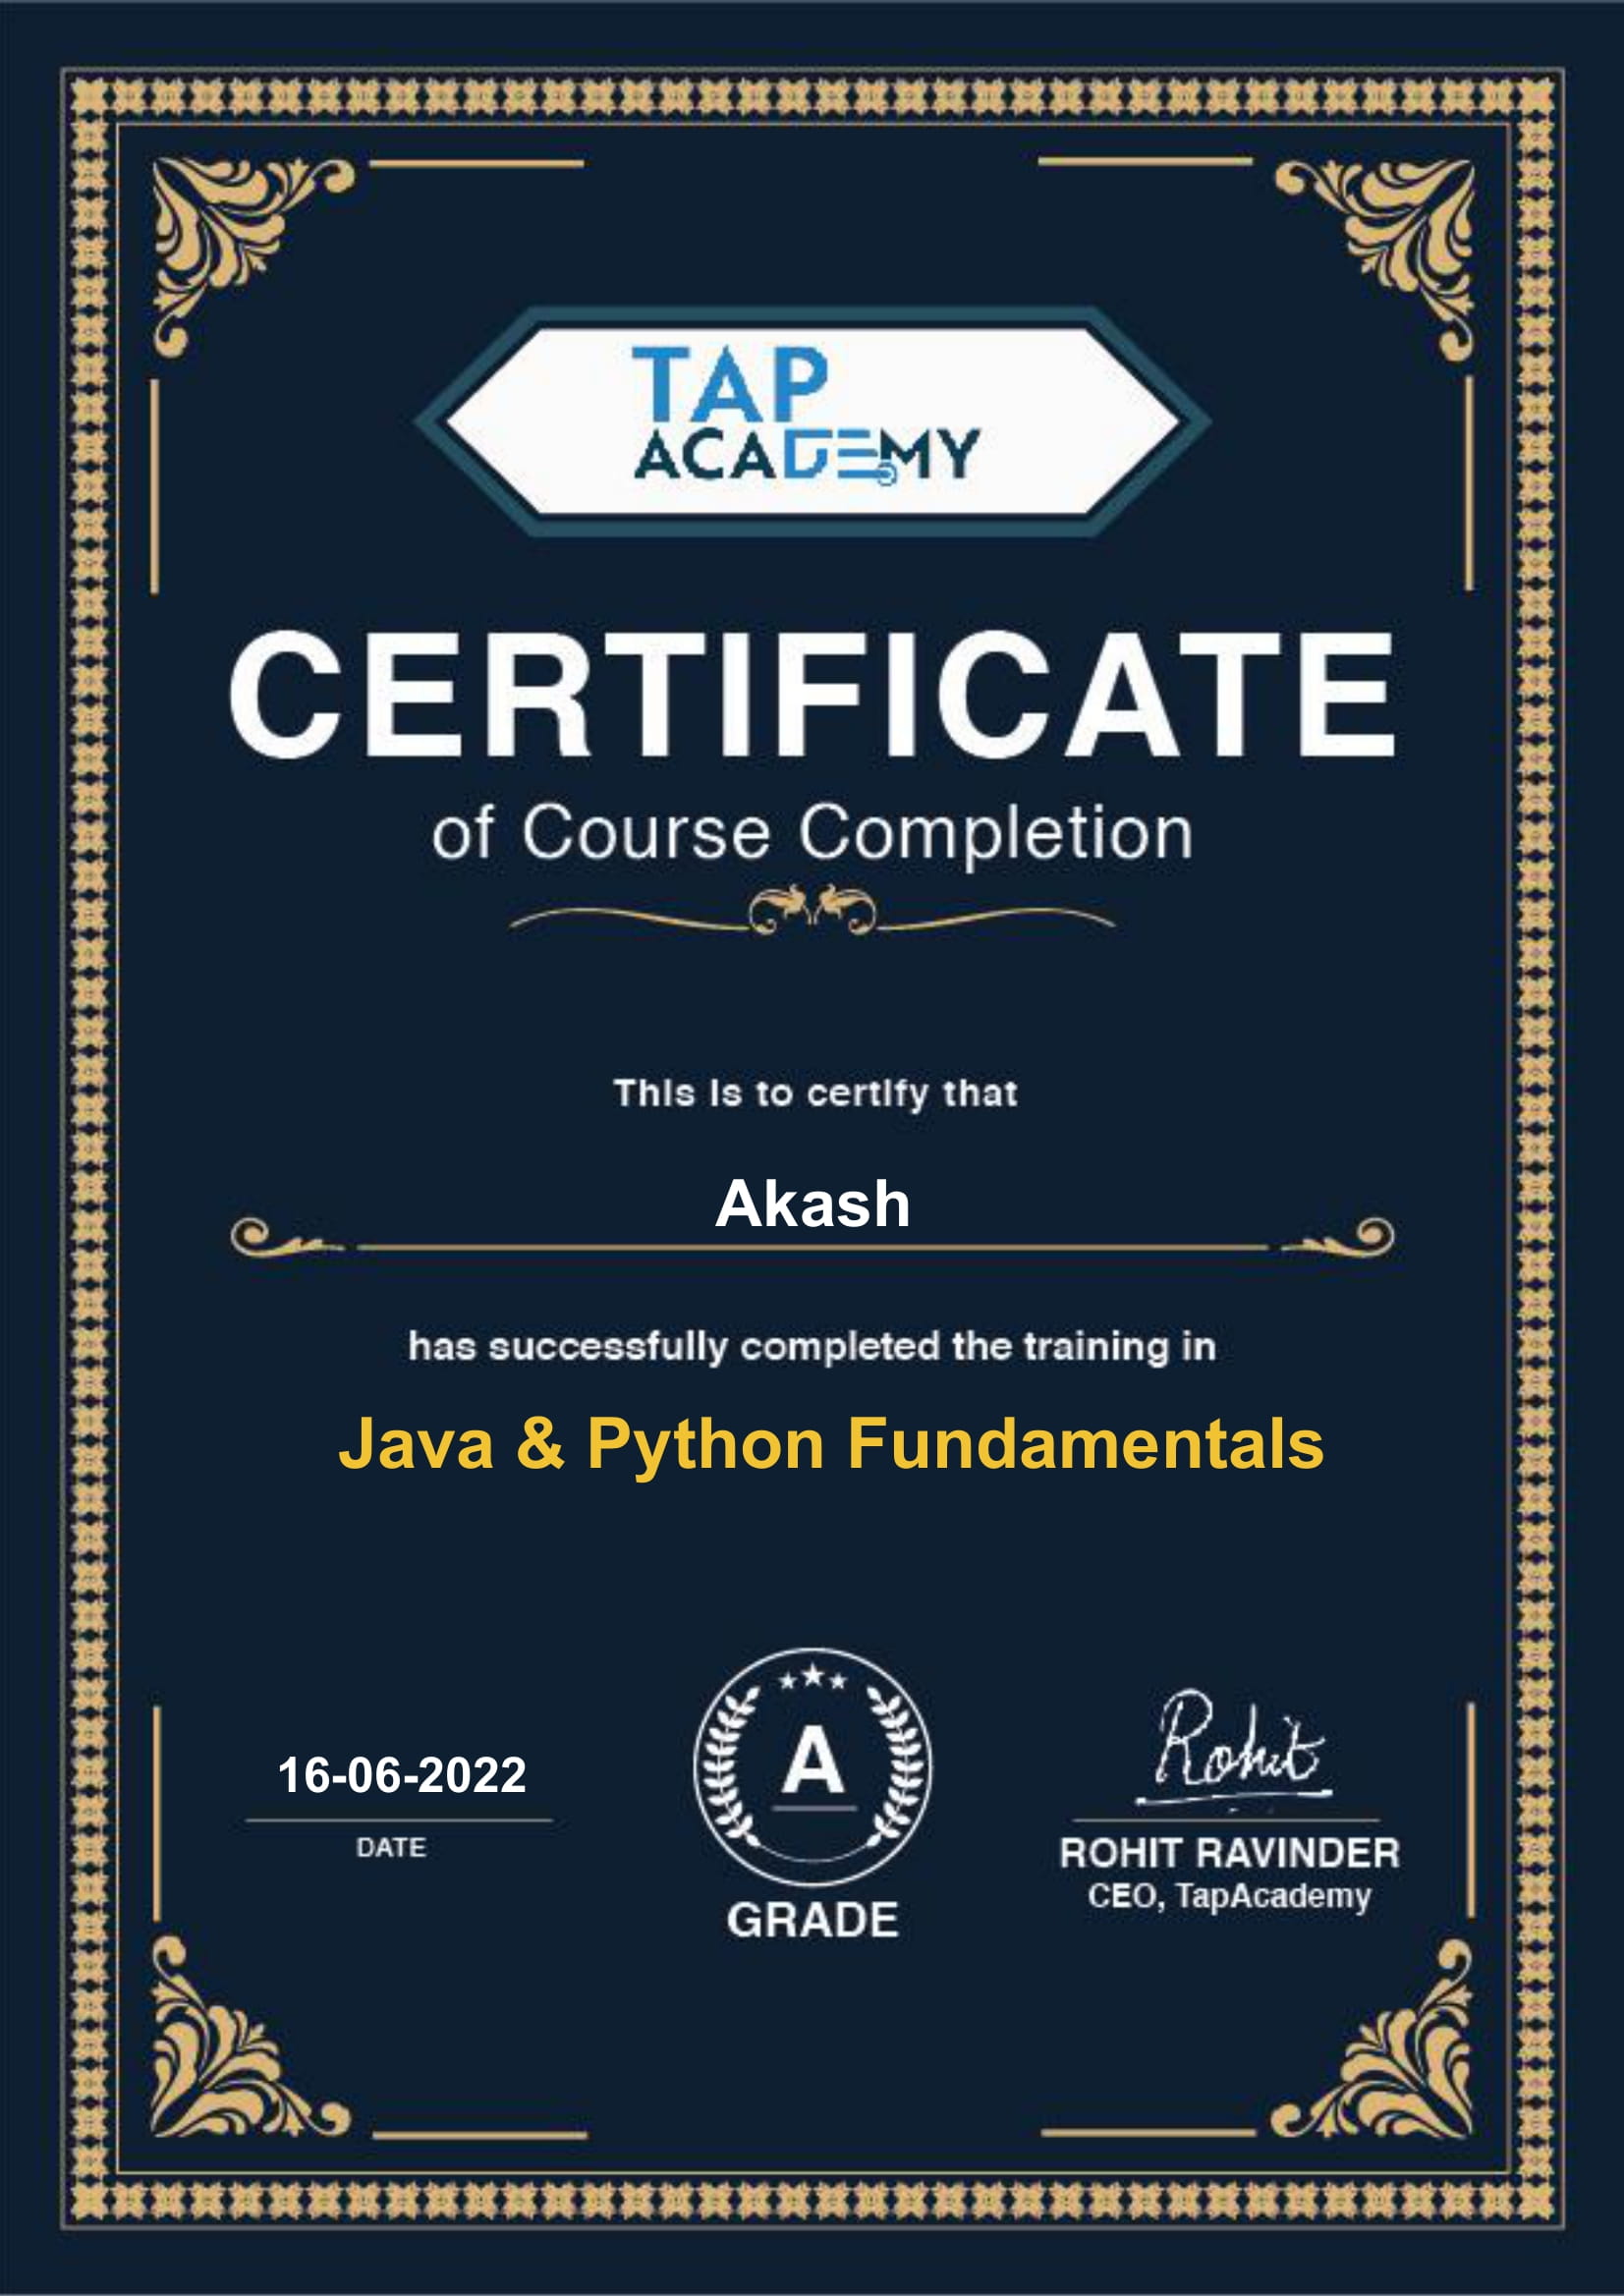 TAP
ACADEMY
CERTIFICATE
of Course Completion
This is to certify that
Akash
has successfully completed the training in
Java & Python Fundamentals
16-06-2022
DATE
A
GRADE
Rohit
ROHIT RAVINDER
CEO, TapAcademy